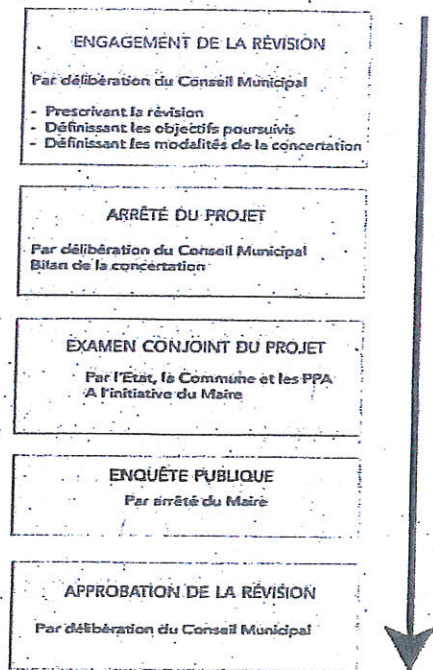 ENGAGEMENT DE LA RÉVISION
Par délibération du Conseil Municipal
- Prescrivant la révision
- Définissant les objectifs poursuivis
- Définissant les modalités de la concertation
ARRÊTÉ DU PROJET
Par délibération du Conseil Municipal
Bilan de la concertation
EXAMEN CONJOINT DU PROJET
Par l'Etat, la Commune et les PPA
A l'initiative du Maire
ENQUÊTE PUBLIQUE
Par arrêté du Maire
APPROBATION DE LA RÉVISION
Par délibération du Conseil Municipal